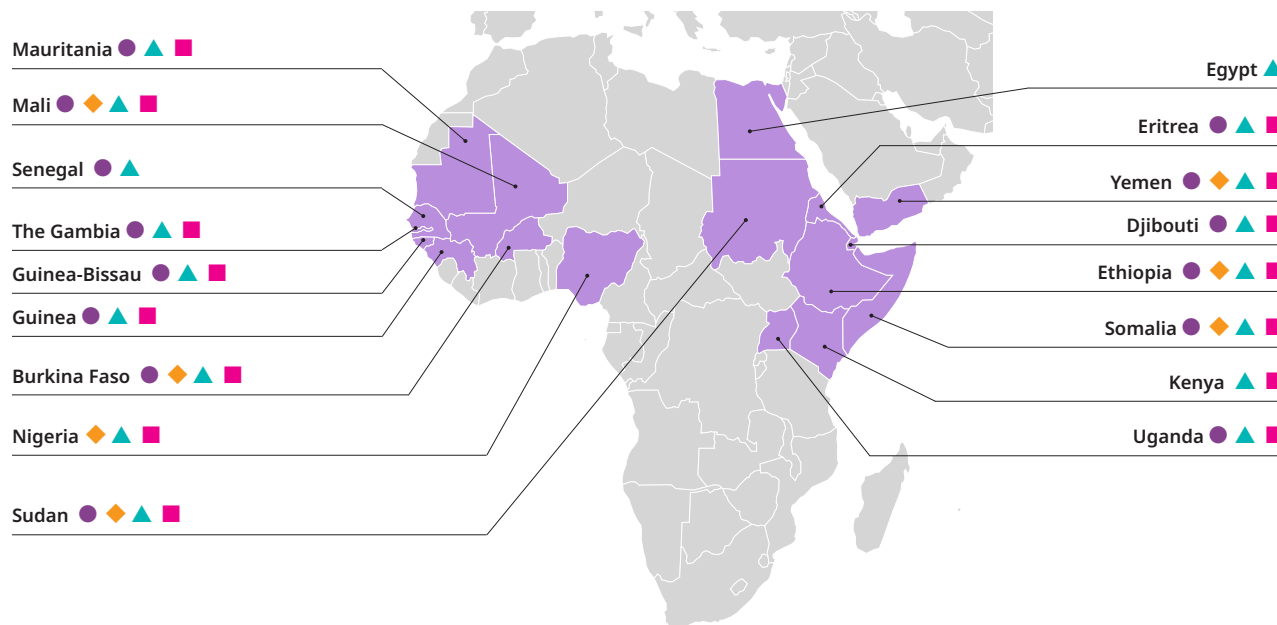 Mauritania
Mali
Senegal
The Gambia
Guinea-Bissau
Guinea
Burkina Faso
Nigeria
Sudan
Egypt
Eritrea
Yemen
Djibouti
Ethiopia
Somalia
Kenya
Uganda